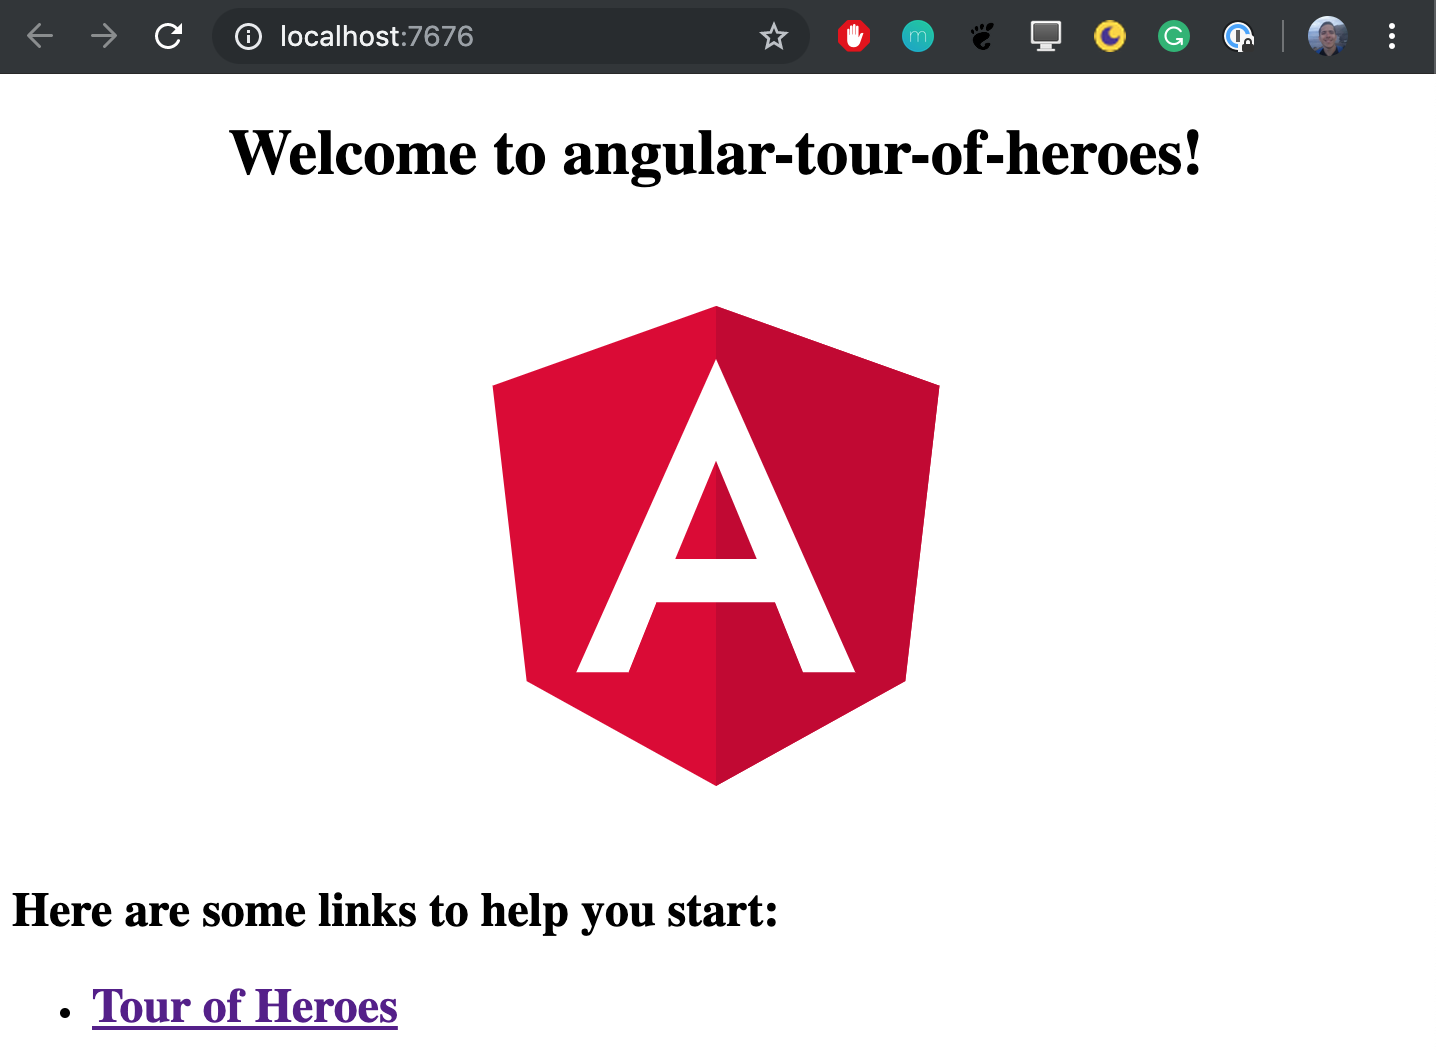 localhost:7676
Welcome to angular-tour-of-heroes!
A
Here are some links to help you start:
Tour of Heroes